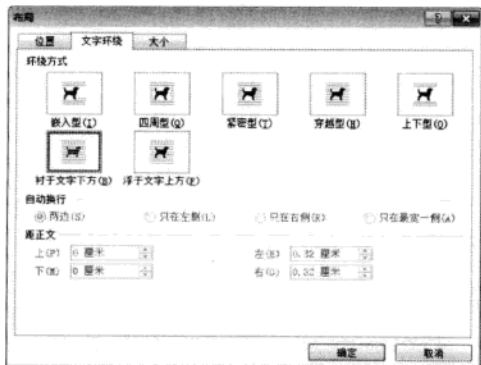 布局
位置 文字环绕 大小
环绕方式
嵌入型(I) 四周型(Q) 紧密型(T) 穿越型(H) 上下型(O)
衬于文字下方(B) 浮于文字上方(F)
自动换行
两边(S) 只在左侧(L) 只在右侧(R) 只在最宽一侧(A)
距正文
上(P) 0 厘米 左(E) 0.32 厘米
下(M) 0 厘米 右(G) 0.32 厘米
确定 取消